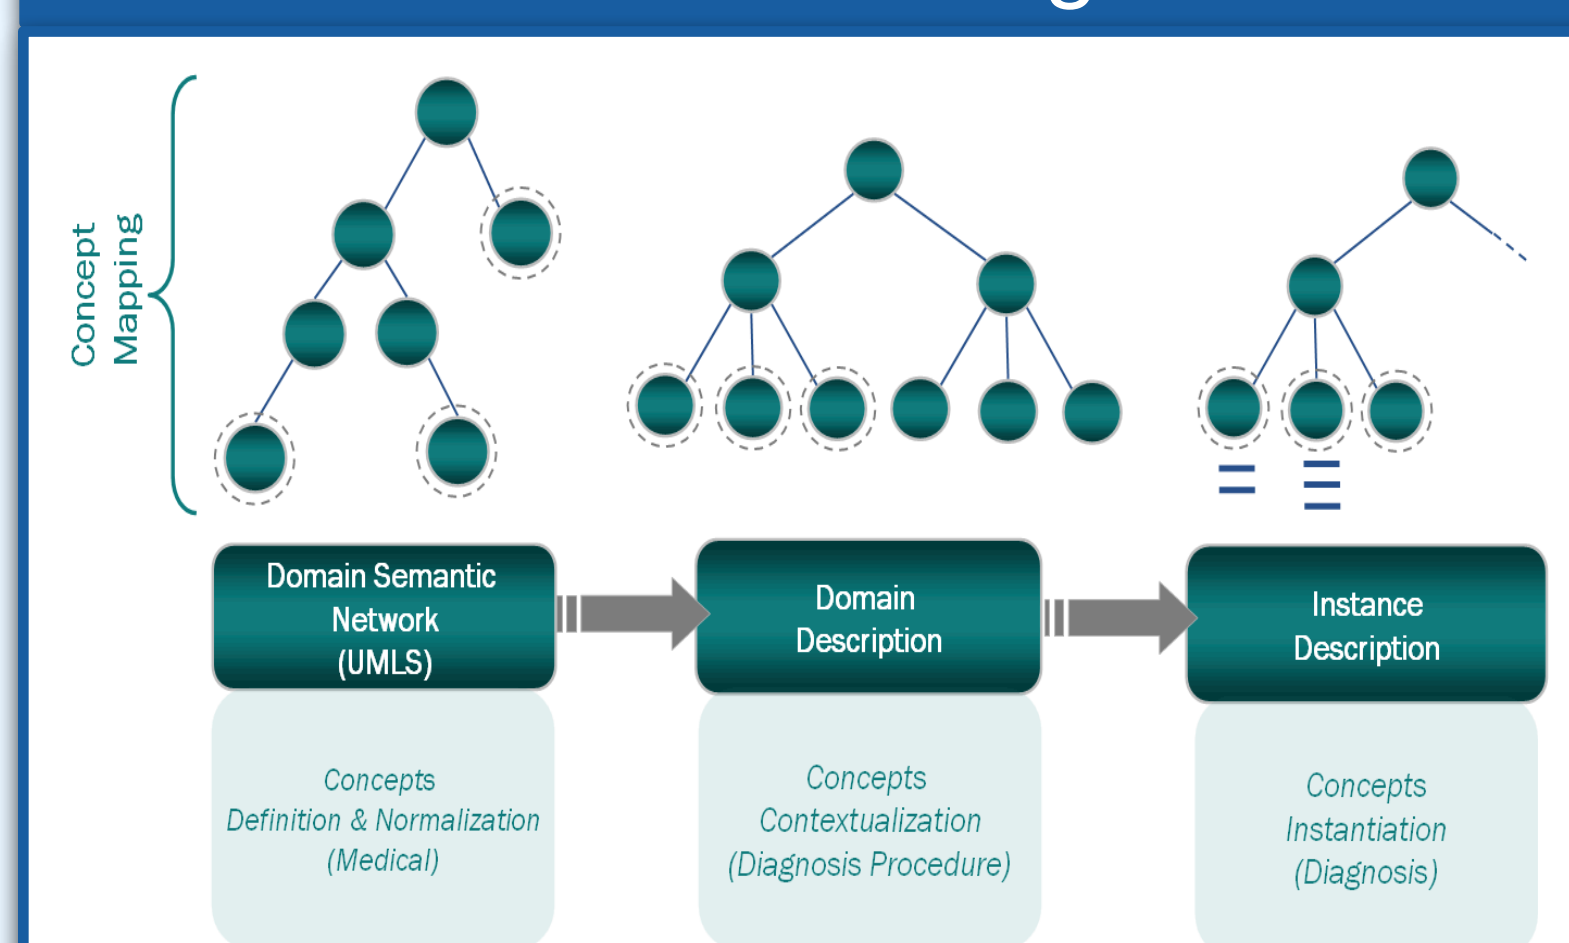 Concept
Mapping
Domain Semantic
Network
(UMLS)
Domain
Description
Instance
Description
Concepts
Definition & Normalization
(Medical)
Concepts
Contextualization
(Diagnosis Procedure)
Concepts
Instantiation
(Diagnosis)